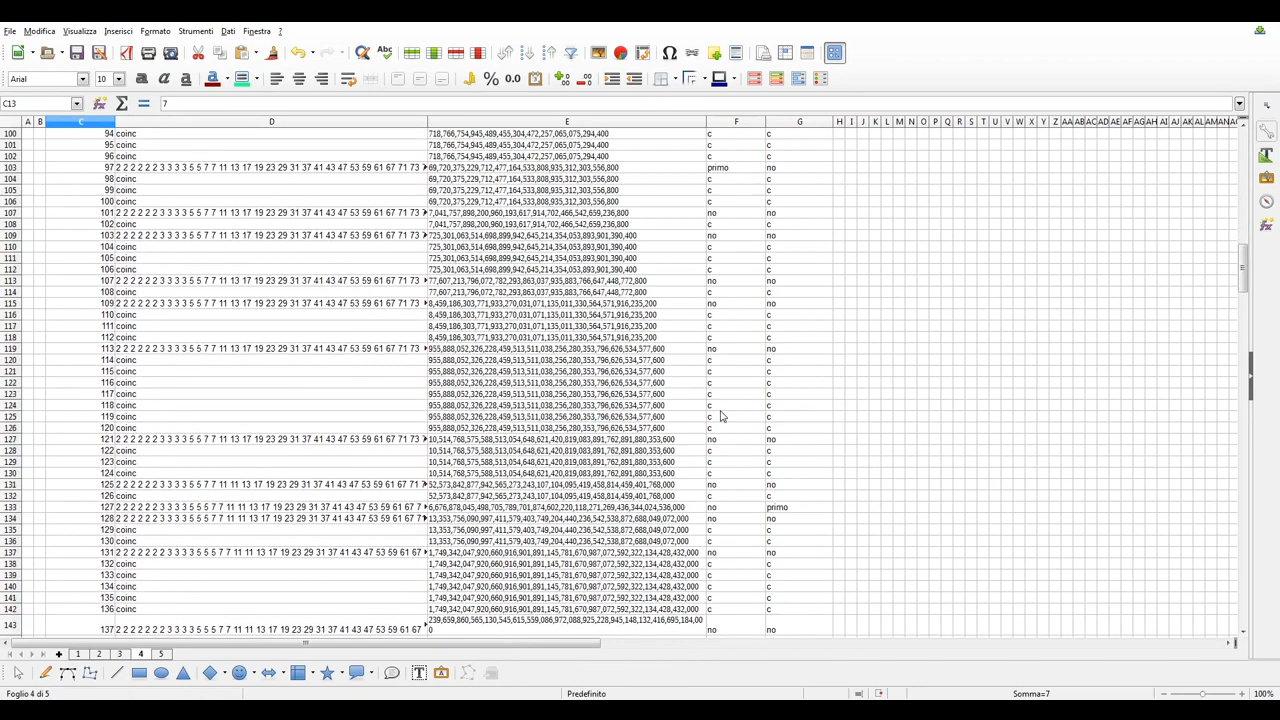 File Modifica Visualizza Inserisci Formato Strumenti Dati Finestra ?
Arial 10
C13 7
A B C D E F G H I J K L M N O P Q R S T U V W X Y Z AA AB AC AD AE AF AG AH AI AJ AK AL AM AN
100 94 coinc 718,766,754,945,489,455,304,472,257,065,075,294,400 c c
101 95 coinc 718,766,754,945,489,455,304,472,257,065,075,294,400 c c
102 96 coinc 718,766,754,945,489,455,304,472,257,065,075,294,400 c c
103 97 2 2 2 2 2 2 3 3 3 3 5 5 7 7 11 13 17 19 23 29 31 37 41 43 47 53 59 61 67 71 73 69,720,375,229,712,477,164,533,808,935,312,303,556,800 primo no
104 98 coinc 69,720,375,229,712,477,164,533,808,935,312,303,556,800 c c
105 99 coinc 69,720,375,229,712,477,164,533,808,935,312,303,556,800 c c
106 100 coinc 69,720,375,229,712,477,164,533,808,935,312,303,556,800 c c
107 101 2 2 2 2 2 2 3 3 3 3 5 5 7 7 11 13 17 19 23 29 31 37 41 43 47 53 59 61 67 71 73 7,041,757,898,200,960,193,617,914,702,466,542,659,236,800 no no
108 102 coinc 7,041,757,898,200,960,193,617,914,702,466,542,659,236,800 c c
109 103 2 2 2 2 2 2 3 3 3 3 5 5 7 7 11 13 17 19 23 29 31 37 41 43 47 53 59 61 67 71 73 725,301,063,514,698,899,942,645,214,354,053,893,901,390,400 no no
110 104 coinc 725,301,063,514,698,899,942,645,214,354,053,893,901,390,400 c c
111 105 coinc 725,301,063,514,698,899,942,645,214,354,053,893,901,390,400 c c
112 106 coinc 725,301,063,514,698,899,942,645,214,354,053,893,901,390,400 c c
113 107 2 2 2 2 2 2 3 3 3 3 5 5 7 7 11 13 17 19 23 29 31 37 41 43 47 53 59 61 67 71 73 77,607,213,796,072,782,293,863,037,935,883,766,647,448,772,800 no no
114 108 coinc 77,607,213,796,072,782,293,863,037,935,883,766,647,448,772,800 c c
115 109 2 2 2 2 2 2 3 3 3 3 5 5 7 7 11 13 17 19 23 29 31 37 41 43 47 53 59 61 67 71 73 8,459,186,303,771,933,270,031,071,135,011,330,564,571,916,235,200 no no
116 110 coinc 8,459,186,303,771,933,270,031,071,135,011,330,564,571,916,235,200 c c
117 111 coinc 8,459,186,303,771,933,270,031,071,135,011,330,564,571,916,235,200 c c
118 112 coinc 8,459,186,303,771,933,270,031,071,135,011,330,564,571,916,235,200 c c
119 113 2 2 2 2 2 2 3 3 3 3 5 5 7 7 11 13 17 19 23 29 31 37 41 43 47 53 59 61 67 71 73 955,888,052,326,228,459,513,511,038,256,280,353,796,626,534,577,600 no no
120 114 coinc 955,888,052,326,228,459,513,511,038,256,280,353,796,626,534,577,600 c c
121 115 coinc 955,888,052,326,228,459,513,511,038,256,280,353,796,626,534,577,600 c c
122 116 coinc 955,888,052,326,228,459,513,511,038,256,280,353,796,626,534,577,600 c c
123 117 coinc 955,888,052,326,228,459,513,511,038,256,280,353,796,626,534,577,600 c c
124 118 coinc 955,888,052,326,228,459,513,511,038,256,280,353,796,626,534,577,600 c c
125 119 coinc 955,888,052,326,228,459,513,511,038,256,280,353,796,626,534,577,600 c c
126 120 coinc 955,888,052,326,228,459,513,511,038,256,280,353,796,626,534,577,600 c c
127 121 2 2 2 2 2 2 3 3 3 3 5 5 7 7 11 11 13 17 19 23 29 31 37 41 43 47 53 59 61 67 71 10,514,768,575,588,513,054,648,621,420,819,083,891,762,891,880,353,600 no no
128 122 coinc 10,514,768,575,588,513,054,648,621,420,819,083,891,762,891,880,353,600 c c
129 123 coinc 10,514,768,575,588,513,054,648,621,420,819,083,891,762,891,880,353,600 c c
130 124 coinc 10,514,768,575,588,513,054,648,621,420,819,083,891,762,891,880,353,600 c c
131 125 2 2 2 2 2 2 3 3 3 3 5 5 5 7 7 11 11 13 17 19 23 29 31 37 41 43 47 53 59 61 67 71 7 52,573,842,877,942,565,273,243,107,104,095,419,458,814,459,401,768,000 no no
132 126 coinc 52,573,842,877,942,565,273,243,107,104,095,419,458,814,459,401,768,000 c c
133 127 2 2 2 2 2 2 3 3 3 3 5 5 5 7 7 11 11 13 17 19 23 29 31 37 41 43 47 53 59 61 67 7 6,676,878,045,498,705,789,701,874,602,220,118,271,269,436,344,024,536,000 no primo
134 128 2 2 2 2 2 2 2 3 3 3 3 5 5 5 7 7 11 11 13 17 19 23 29 31 37 41 43 47 53 59 61 67 13,353,756,090,997,411,579,403,749,204,440,236,542,538,872,688,049,072,000 no no
135 129 coinc 13,353,756,090,997,411,579,403,749,204,440,236,542,538,872,688,049,072,000 c c
136 130 coinc 13,353,756,090,997,411,579,403,749,204,440,236,542,538,872,688,049,072,000 c c
137 131 2 2 2 2 2 2 2 3 3 3 3 5 5 5 7 7 11 11 13 17 19 23 29 31 37 41 43 47 53 59 61 67 1,749,342,047,920,660,916,901,891,145,781,670,987,072,592,322,134,428,432,000 no no
138 132 coinc 1,749,342,047,920,660,916,901,891,145,781,670,987,072,592,322,134,428,432,000 c c
139 133 coinc 1,749,342,047,920,660,916,901,891,145,781,670,987,072,592,322,134,428,432,000 c c
140 134 coinc 1,749,342,047,920,660,916,901,891,145,781,670,987,072,592,322,134,428,432,000 c c
141 135 coinc 1,749,342,047,920,660,916,901,891,145,781,670,987,072,592,322,134,428,432,000 c c
142 136 coinc 1,749,342,047,920,660,916,901,891,145,781,670,987,072,592,322,134,428,432,000 c c
239,659,860,565,130,545,615,559,086,972,088,925,228,945,148,132,416,695,184,00
143 137 2 2 2 2 2 2 2 3 3 3 3 5 5 5 7 7 11 11 13 17 19 23 29 31 37 41 43 47 53 59 61 67 0 no no
1 2 3 4 5
Foglio 4 di 5 Predefinito Somma=7 100%